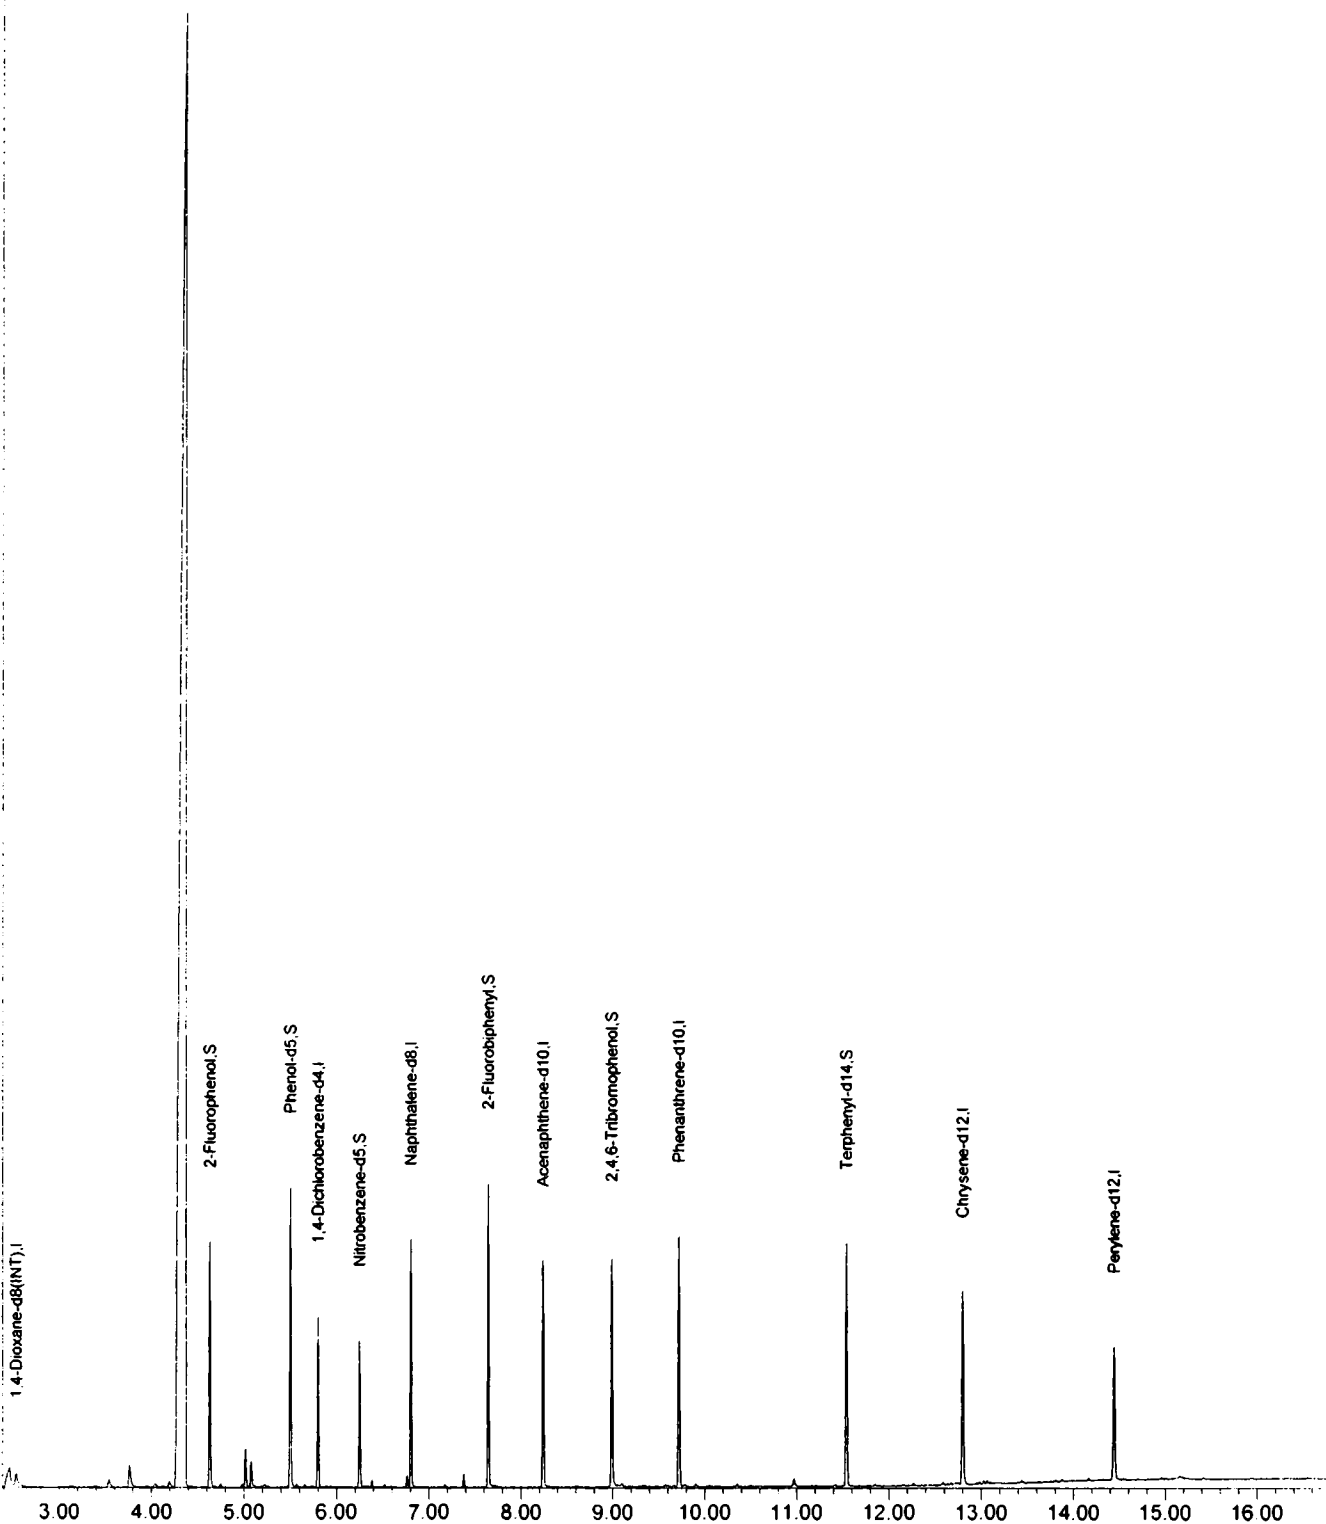 1,4-Dioxane-d8(INT),I
2-Fluorophenol,S
Phenol-d5,S
1,4-Dichlorobenzene-d4,I
Nitrobenzene-d5,S
Naphthalene-d8,I
2-Fluorobiphenyl,S
Acenaphthene-d10,I
2,4,6-Tribromophenol,S
Phenanthrene-d10,I
Terphenyl-d14,S
Chrysene-d12,I
Perylene-d12,I
3.00 4.00 5.00 6.00 7.00 8.00 9.00 10.00 11.00 12.00 13.00 14.00 15.00 16.00